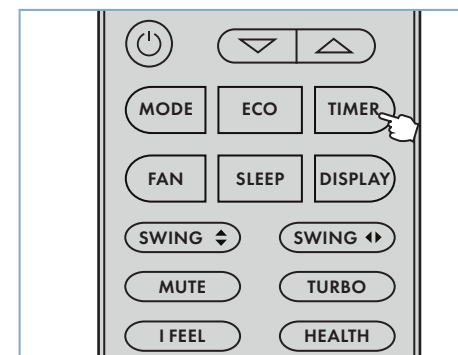 MODE ECO TIMER
FAN SLEEP DISPLAY
SWING SWING
MUTE TURBO
I FEEL HEALTH